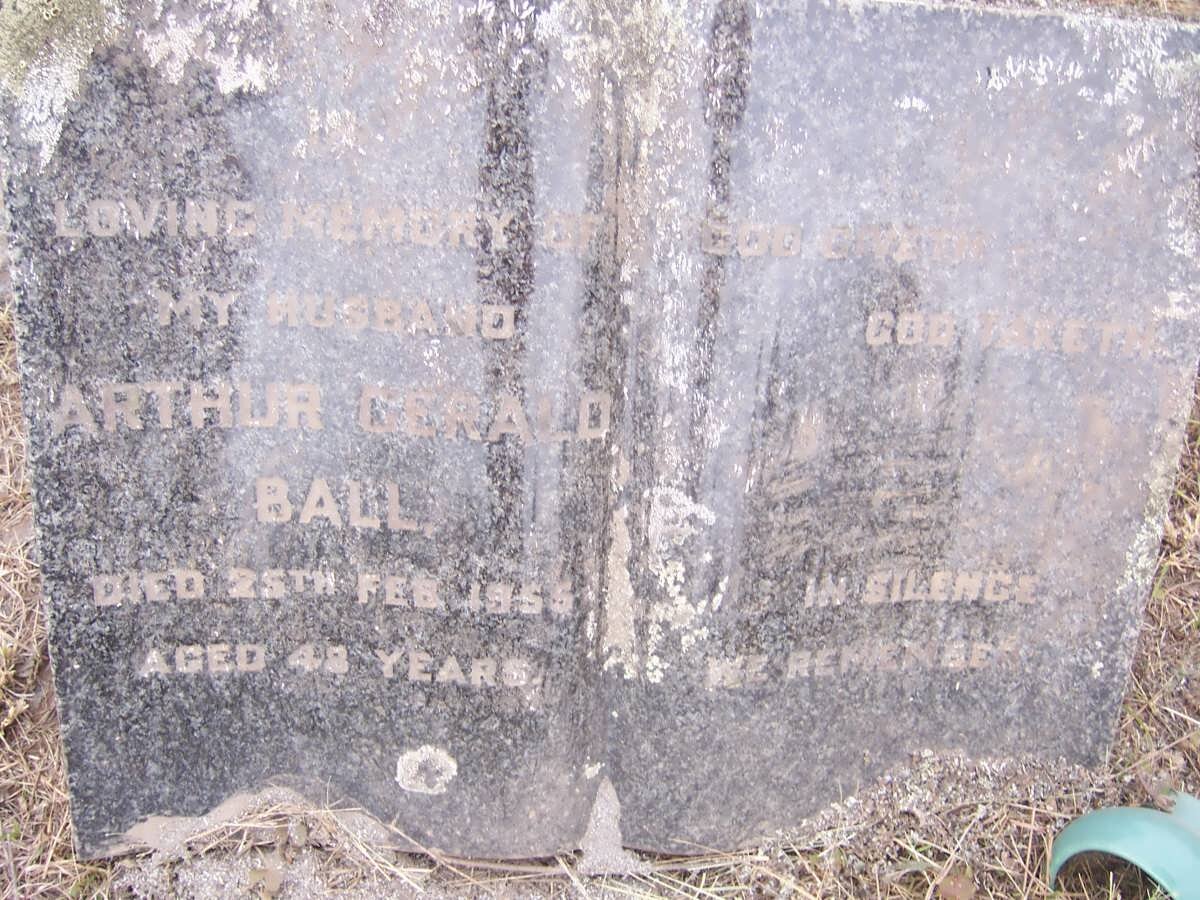 LOVING MEMORY OF
MY HUSBAND
ARTHUR GERALD
BALL,
DIED 25TH FEB. 1955
AGED 48 YEARS.
GOD GIVETH
GOD TAKETH
IN SILENCE
WE REMEMBER